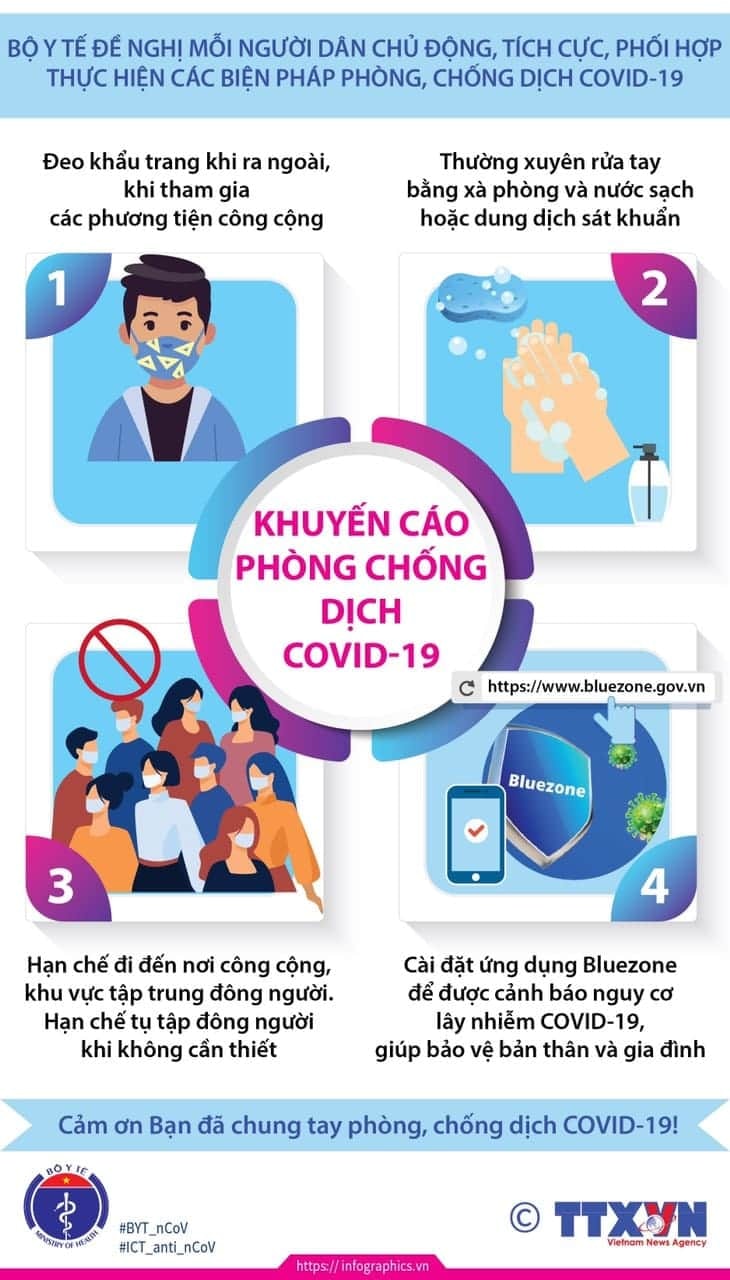 BỘ Y TẾ ĐỀ NGHỊ MỖI NGƯỜI DÂN CHỦ ĐỘNG, TÍCH CỰC, PHỐI HỢP
THỰC HIỆN CÁC BIỆN PHÁP PHÒNG, CHỐNG DỊCH COVID-19
Đeo khẩu trang khi ra ngoài,
khi tham gia
các phương tiện công cộng
1
Thường xuyên rửa tay
bằng xà phòng và nước sạch
hoặc dung dịch sát khuẩn
2
KHUYẾN CÁO
PHÒNG CHỐNG
DỊCH
COVID-19
3
Hạn chế đi đến nơi công cộng,
khu vực tập trung đông người.
Hạn chế tụ tập đông người
khi không cần thiết
https://www.bluezone.gov.vn
Bluezone
4
Cài đặt ứng dụng Bluezone
để được cảnh báo nguy cơ
lây nhiễm COVID-19,
giúp bảo vệ bản thân và gia đình
Cảm ơn Bạn đã chung tay phòng, chống dịch COVID-19!
BỘ Y TẾ
MINISTRY OF HEALTH
#BYT_nCoV
#ICT_anti_nCoV
© TTXVN
Vietnam News Agency
https://infographics.vn